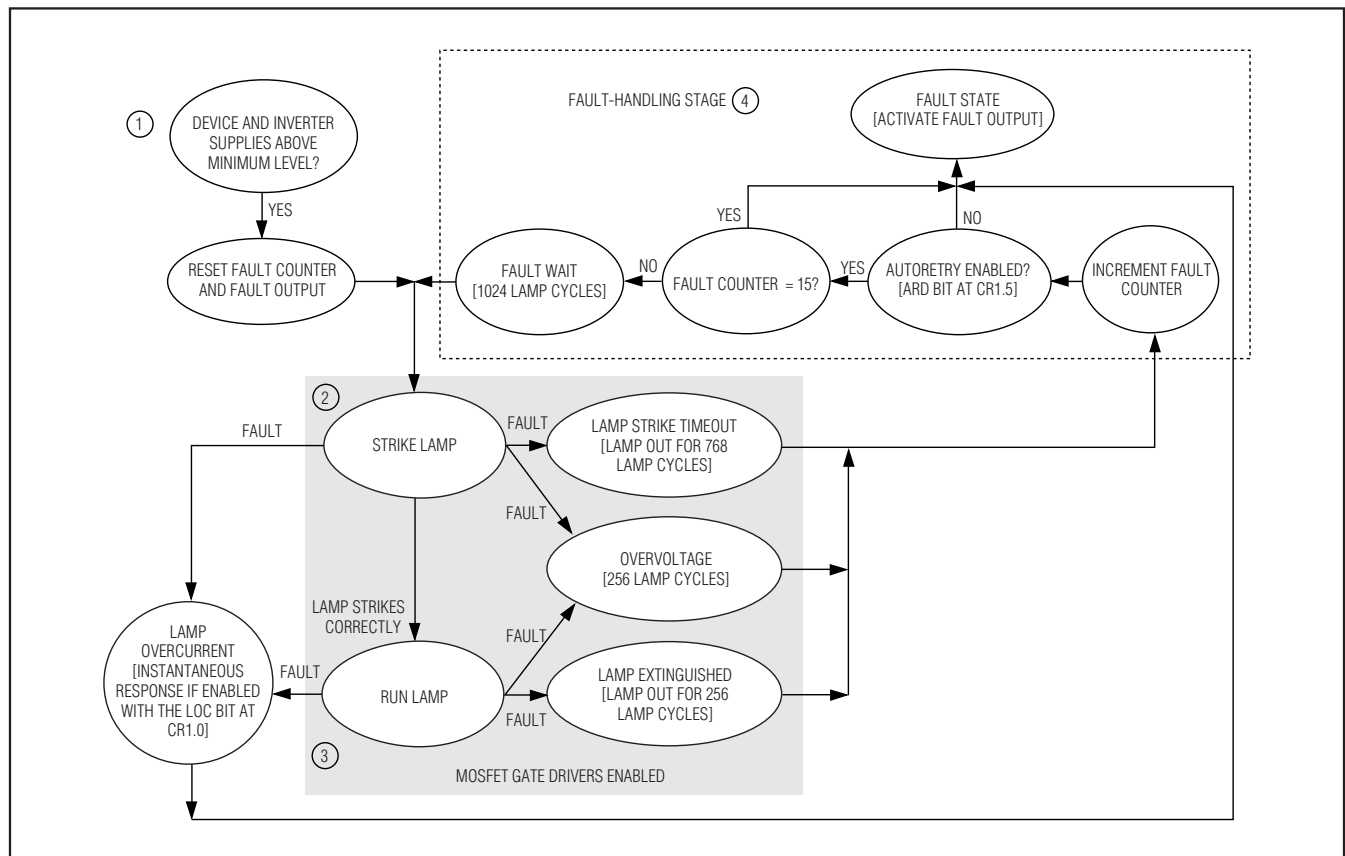 1
DEVICE AND INVERTER
SUPPLIES ABOVE
MINIMUM LEVEL?
YES
RESET FAULT COUNTER
AND FAULT OUTPUT
FAULT-HANDLING STAGE 4
FAULT STATE
[ACTIVATE FAULT OUTPUT]
YES
NO
FAULT WAIT
[1024 LAMP CYCLES]
NO
FAULT COUNTER = 15?
YES
AUTORETRY ENABLED?
[ARD BIT AT CR1.5]
INCREMENT FAULT
COUNTER
2
FAULT
STRIKE LAMP
FAULT
LAMP STRIKE TIMEOUT
[LAMP OUT FOR 768
LAMP CYCLES]
FAULT
OVERVOLTAGE
[256 LAMP CYCLES]
LAMP STRIKES
CORRECTLY
FAULT
LAMP
OVERCURRENT
[INSTANTANEOUS
RESPONSE IF ENABLED
WITH THE LOC BIT AT
CR1.0]
FAULT
RUN LAMP
FAULT
LAMP EXTINGUISHED
[LAMP OUT FOR 256
LAMP CYCLES]
3
MOSFET GATE DRIVERS ENABLED